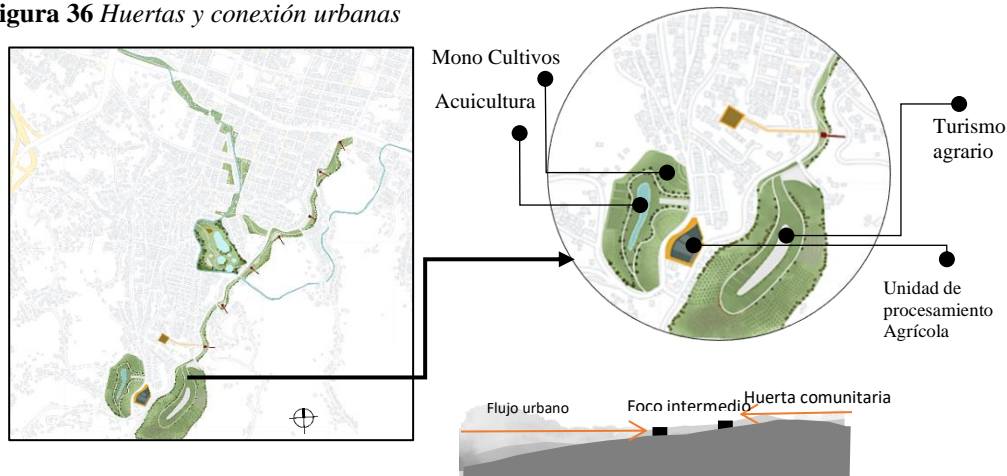 igura 36 Huertas y conexión urbanas
Mono Cultivos
Acuicultura
Turismo
agrario
Unidad de
procesamiento
Agrícola
Flujo urbano
Foco intermedio
Huerta comunitaria